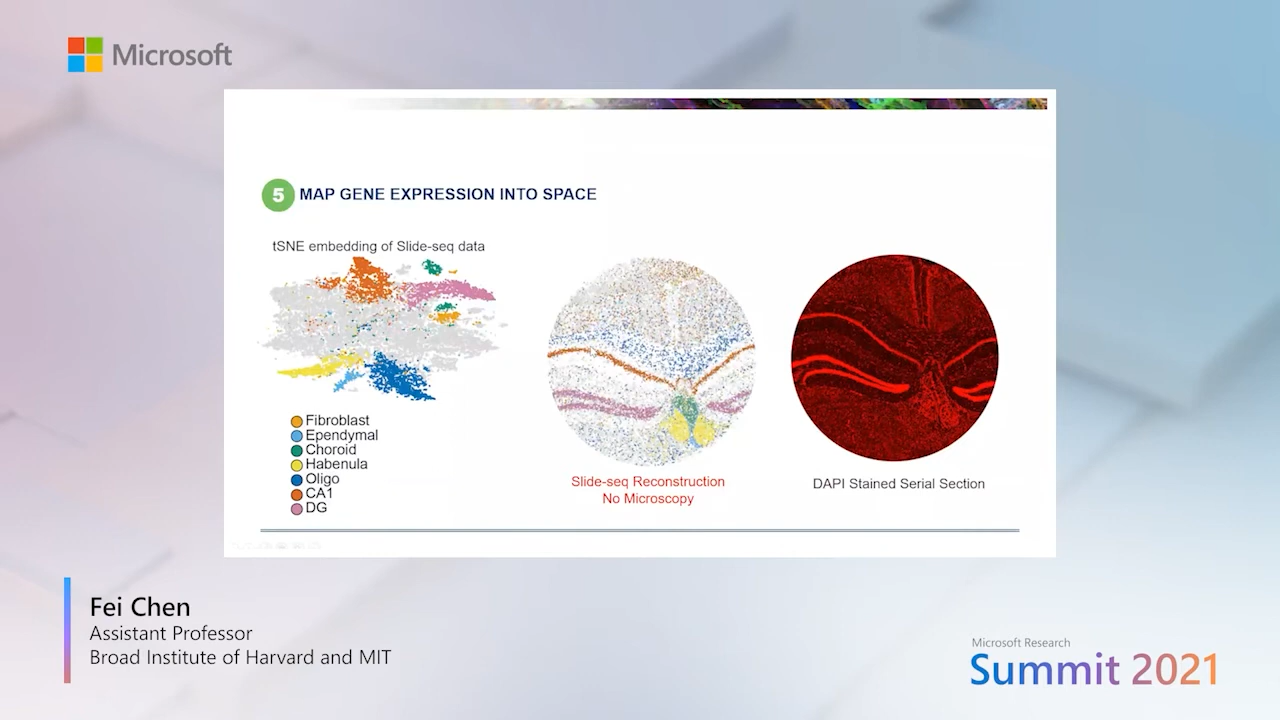 Microsoft
5 MAP GENE EXPRESSION INTO SPACE
tSNE embedding of Slide-seq data
Fibroblast
Ependymal
Choroid
Habenula
Oligo
CA1
DG
Slide-seq Reconstruction
No Microscopy
DAPI Stained Serial Section
Fei Chen
Assistant Professor
Broad Institute of Harvard and MIT
Microsoft Research
Summit 2021